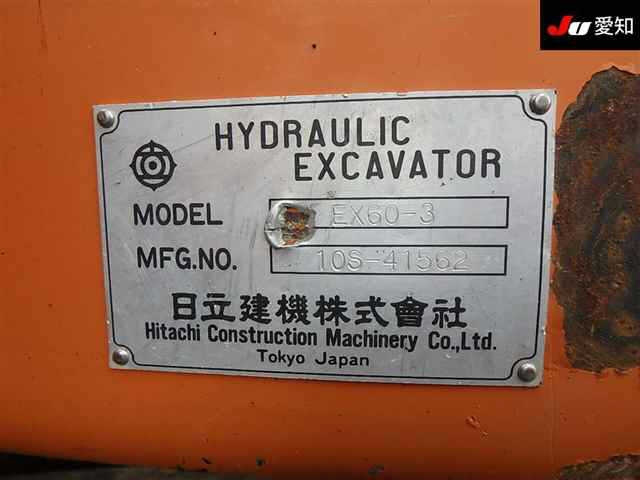 JU 愛知
HYDRAULIC
EXCAVATOR
MODEL EX60-3
MFG.NO. 10S-41562
日立建機株式會社
Hitachi Construction Machinery Co.,Ltd.
Tokyo Japan